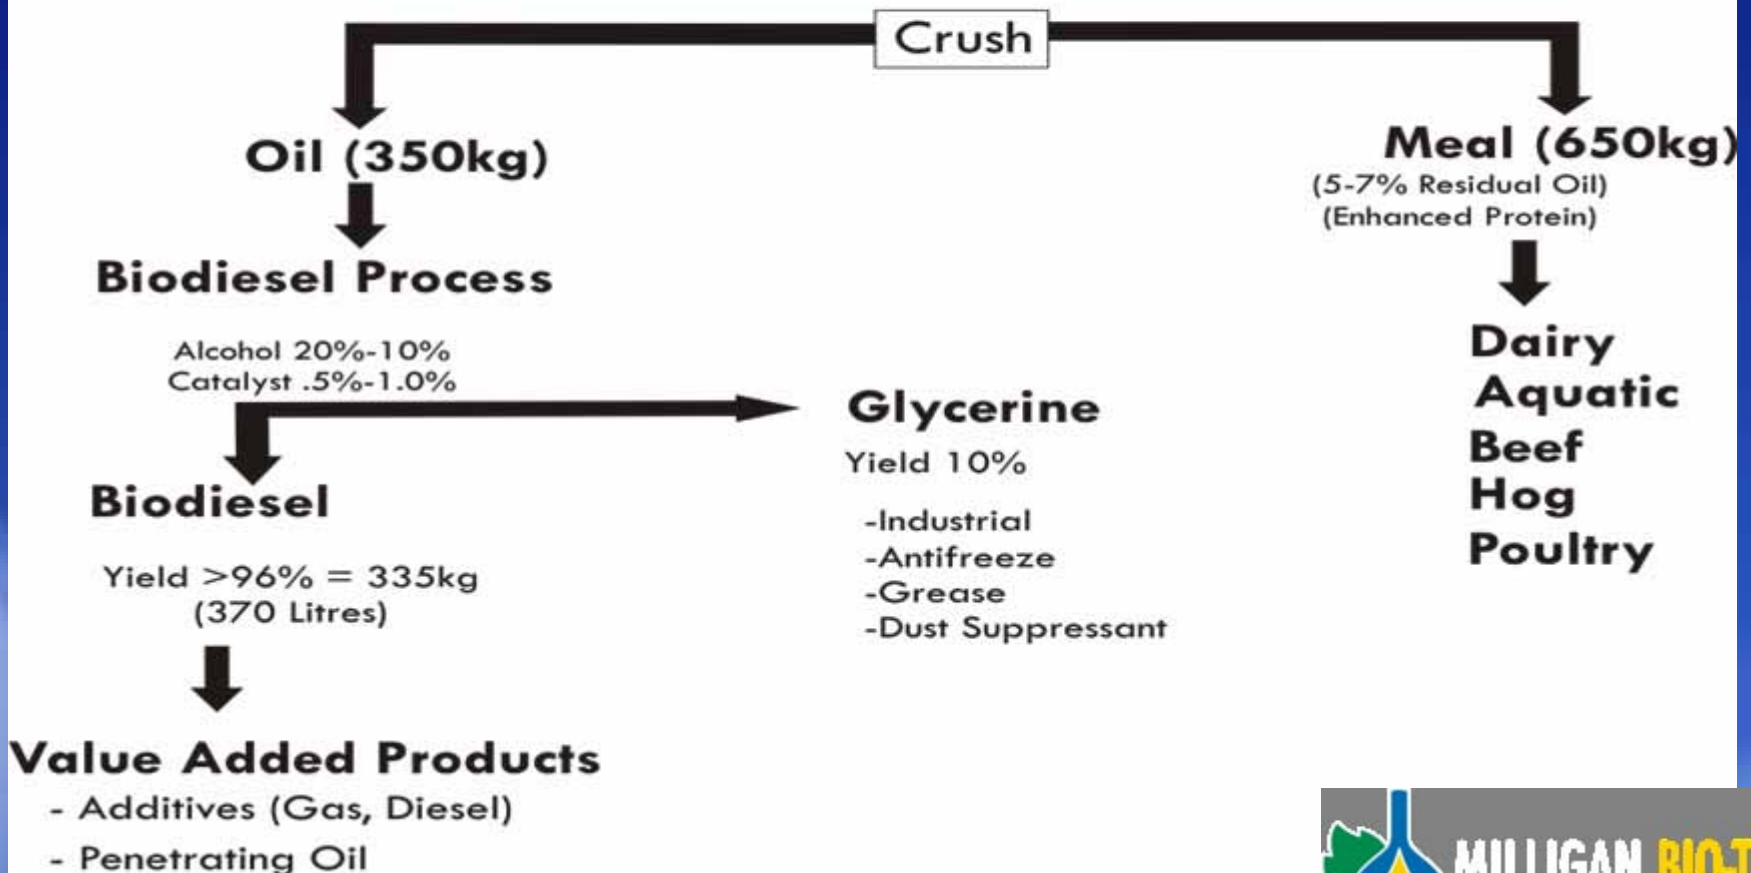 Crush
Oil (350kg)
Biodiesel Process
Alcohol 20%-10%
Catalyst .5%-1.0%
Biodiesel
Yield >96% = 335kg
(370 Litres)
Value Added Products
- Additives (Gas, Diesel)
- Penetrating Oil
Glycerine
Yield 10%
-Industrial
-Antifreeze
-Grease
-Dust Suppressant
Meal (650kg)
(5-7% Residual Oil)
(Enhanced Protein)
Dairy
Aquatic
Beef
Hog
Poultry
MILLIGAN BIO-T